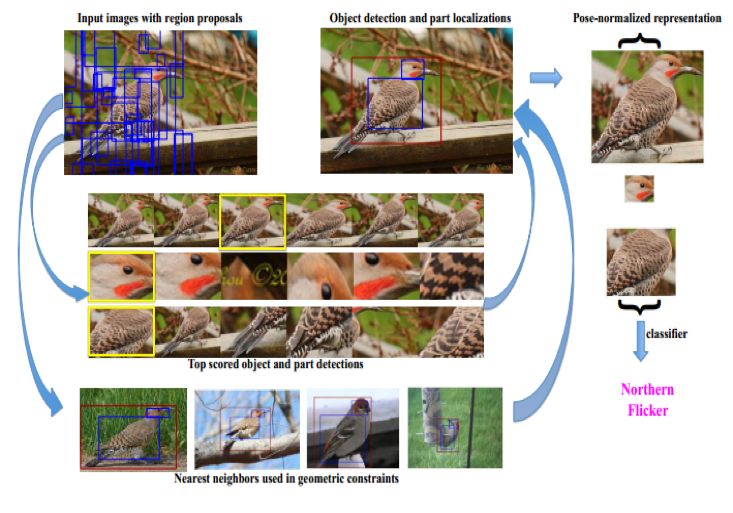 Input images with region proposals
Object detection and part localizations
Pose-normalized representation
Top scored object and part detections
classifier
Northern
Flicker
Nearest neighbors used in geometric constraints